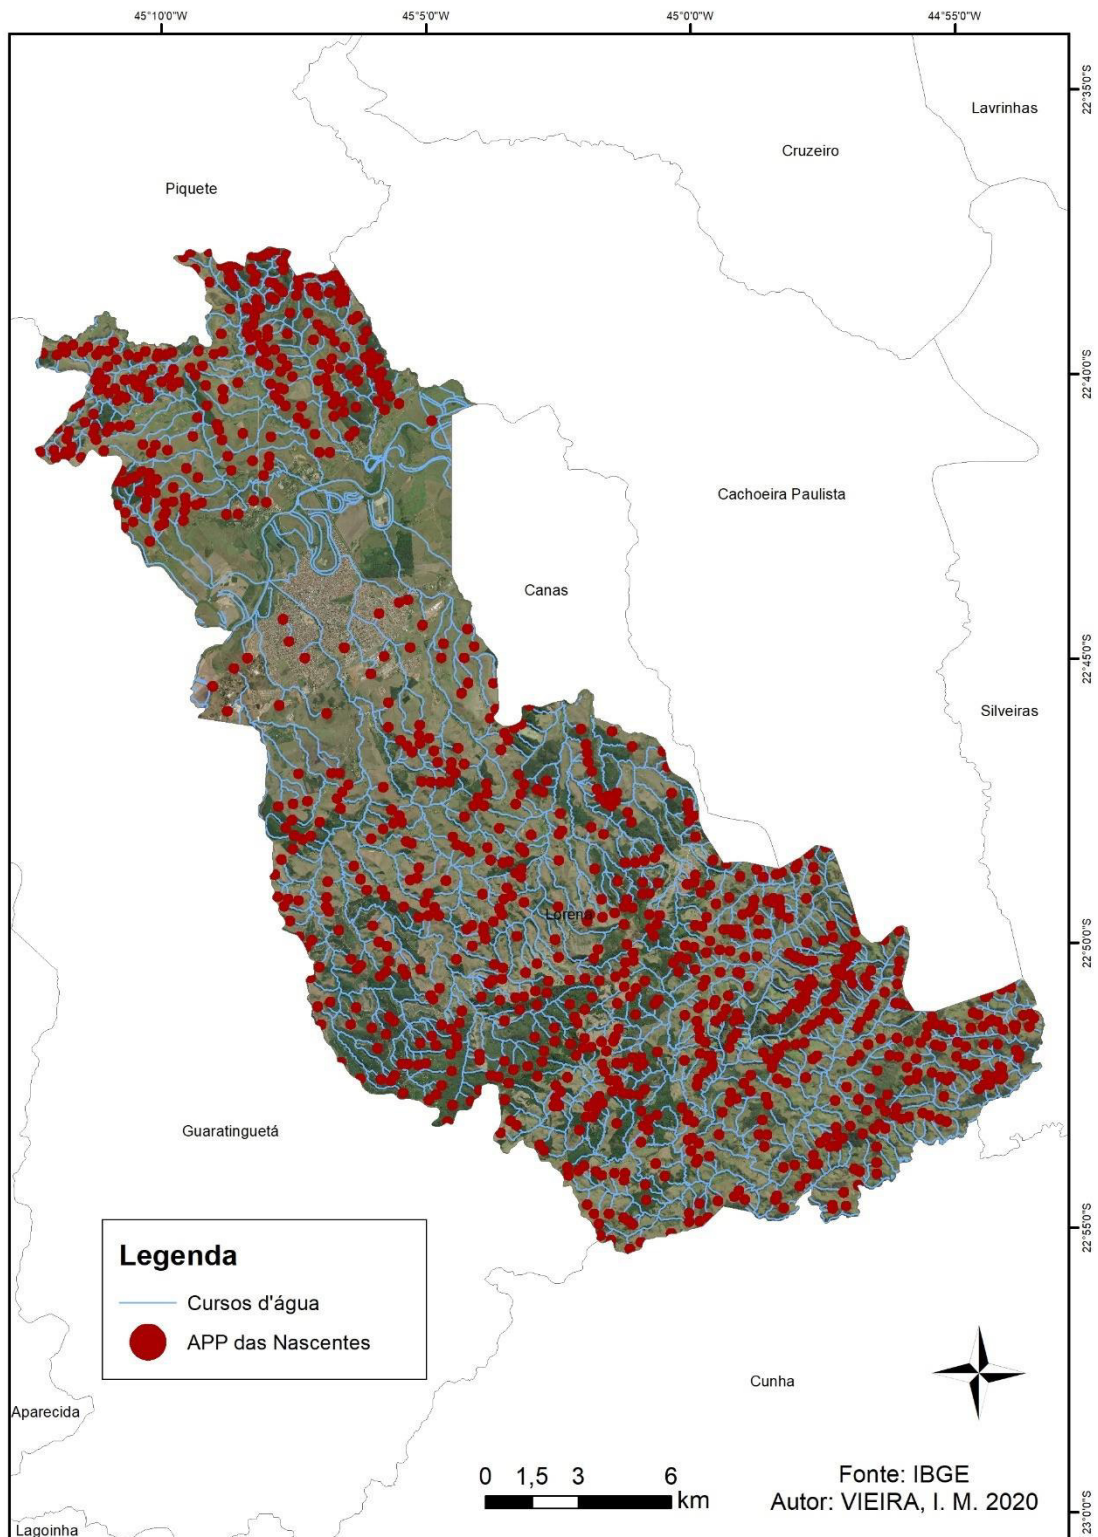 45°10'0"W 45°5'0"W 45°0'0"W 44°55'0"W
22°35'0"S
Lavrinhas
Cruzeiro
Piquete
22°40'0"S
Cachoeira Paulista
Canas
22°45'0"S
Silveiras
Lorena
22°50'0"S
Guaratinguetá
22°55'0"S
Legenda
Cursos d'água
APP das Nascentes
Cunha
Aparecida
0 1,5 3 6
km
Fonte: IBGE
Autor: VIEIRA, I. M. 2020
23°0'0"S
Lagoinha